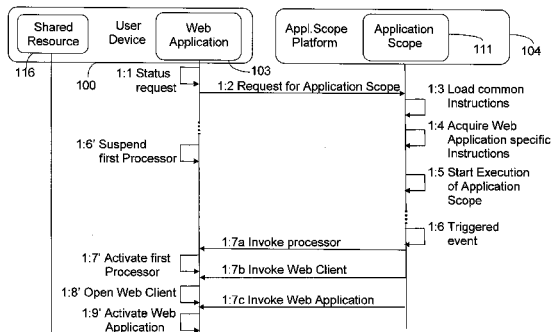 Shared
Resource
User
Device
Web
Application
Appl.Scope
Platform
Application
Scope
116
100
103
111
104
1:1 Status
request
1:2 Request for Application Scope
1:3 Load common
Instructions
1:4 Acquire Web
Application specific
Instructions
1:6' Suspend
first Processor
1:5 Start Execution
of Application
Scope
1:6 Triggered
event
1:7a Invoke processor
1:7' Activate first
Processor
1:7b Invoke Web Client
1:8' Open Web Client
1:7c Invoke Web Application
1:9' Activate Web
Application